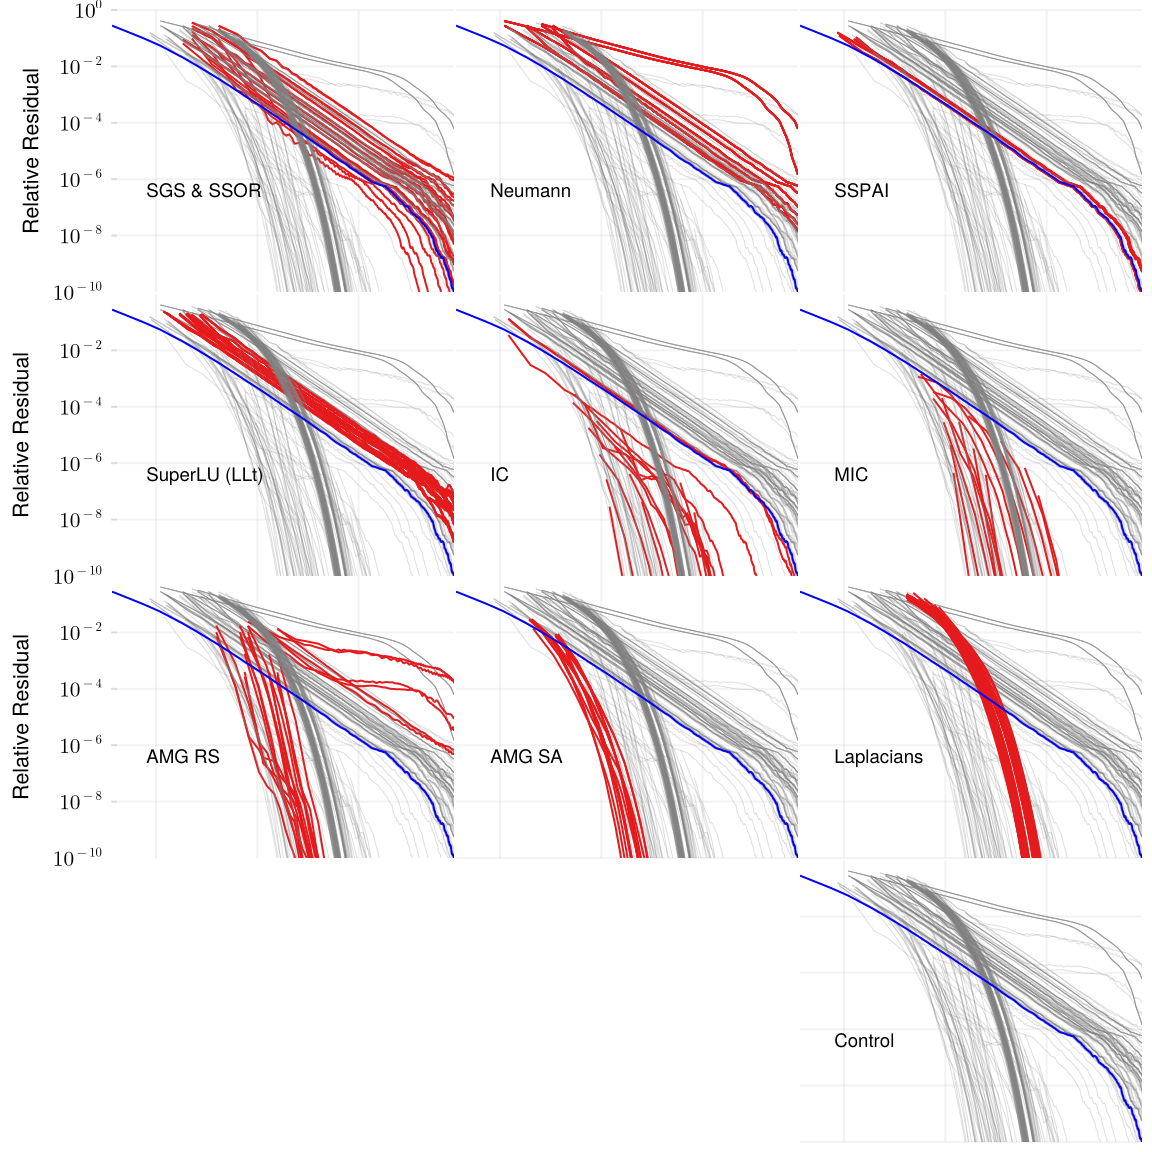 10^0
10^−2
10^−4
10^−6
10^−8
10^−10
Relative Residual
SGS & SSOR
Neumann
SSPAI
10^−2
10^−4
10^−6
10^−8
10^−10
Relative Residual
SuperLU (LLt)
IC
MIC
10^−2
10^−4
10^−6
10^−8
10^−10
Relative Residual
AMG RS
AMG SA
Laplacians
Control